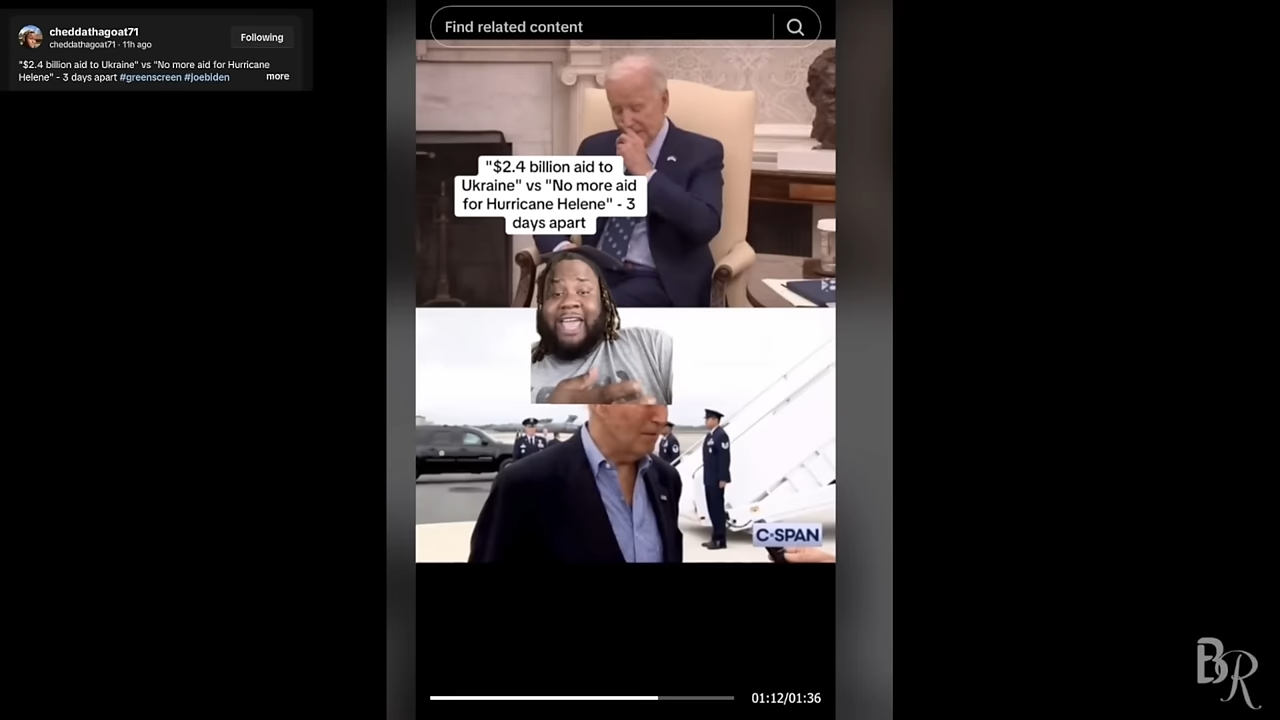 cheddathagoat71
cheddathagoat71 · 11h ago
Following
"$2.4 billion aid to Ukraine" vs "No more aid for Hurricane
Helene" - 3 days apart #greenscreen #joebiden
more
Find related content
"$2.4 billion aid to
Ukraine" vs "No more aid
for Hurricane Helene" - 3
days apart
C-SPAN
01:12/01:36
BR